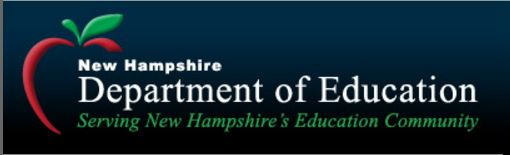 New Hampshire
Department of Education
Serving New Hampshire's Education Community